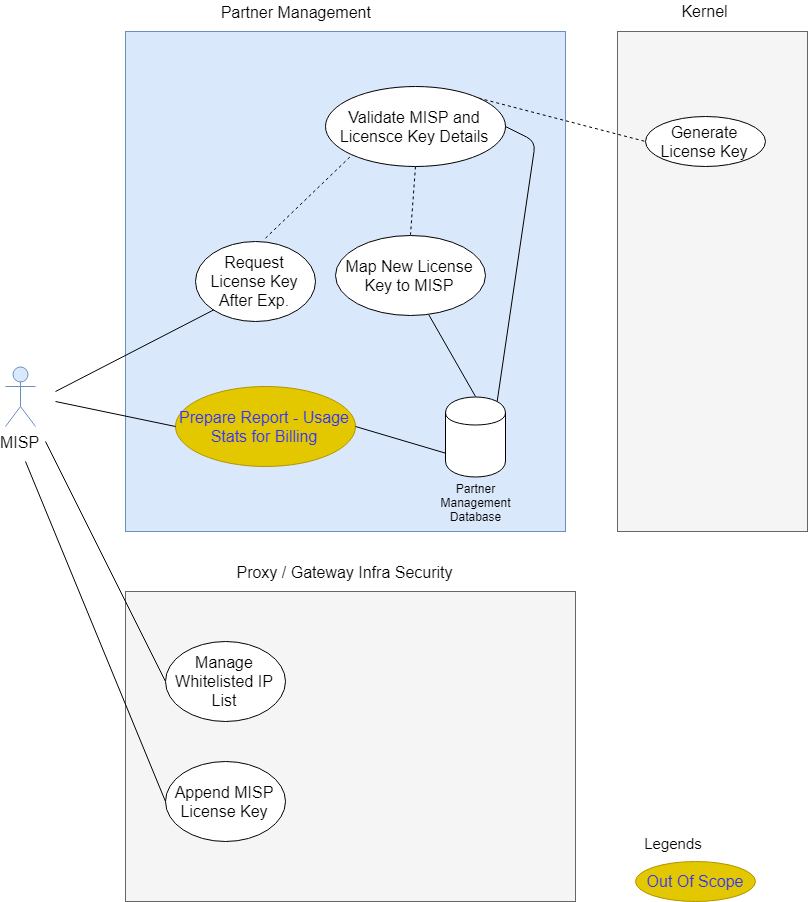 Partner Management
Kernel
Validate MISP and
Licensce Key Details
Generate
License Key
Request
License Key
After Exp.
Map New License
Key to MISP
MISP
Prepare Report - Usage
Stats for Billing
Partner
Management
Database
Proxy / Gateway Infra Security
Manage
Whitelisted IP
List
Append MISP
License Key
Legends
Out Of Scope